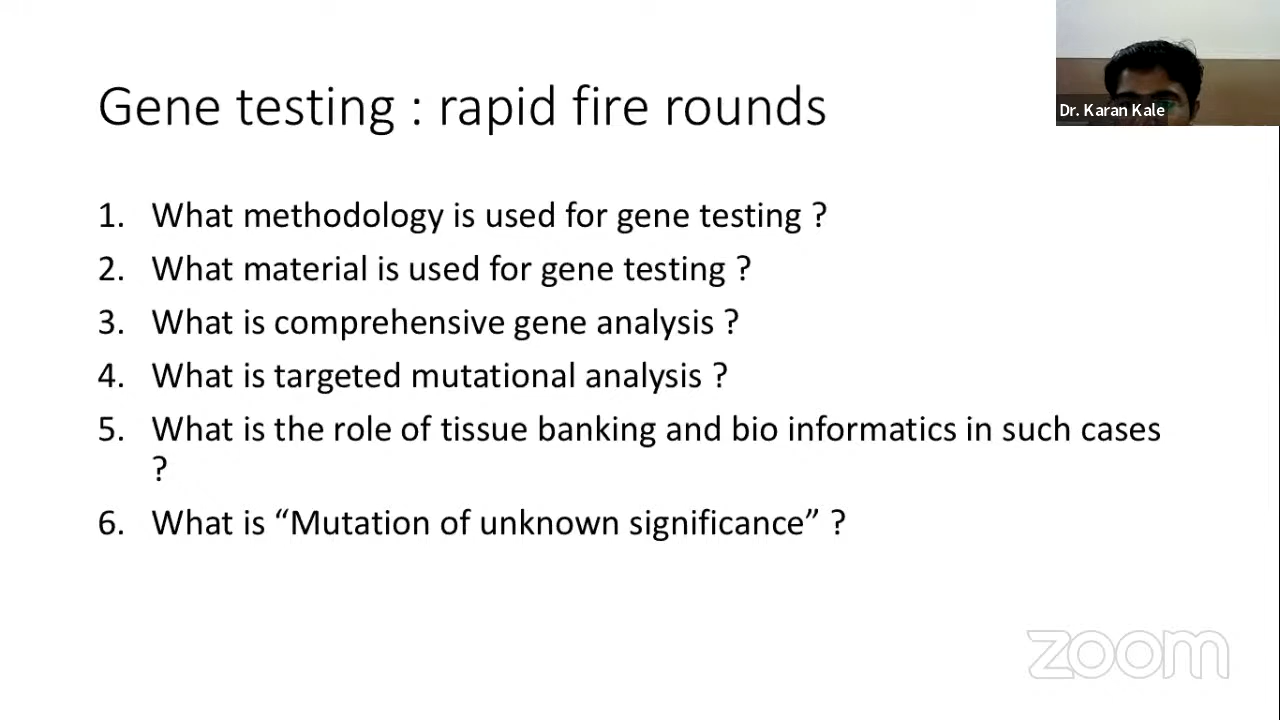 Gene testing : rapid fire rounds
Dr. Karan Kale
1. What methodology is used for gene testing ?
2. What material is used for gene testing ?
3. What is comprehensive gene analysis ?
4. What is targeted mutational analysis ?
5. What is the role of tissue banking and bio informatics in such cases
?
6. What is “Mutation of unknown significance” ?
zoom